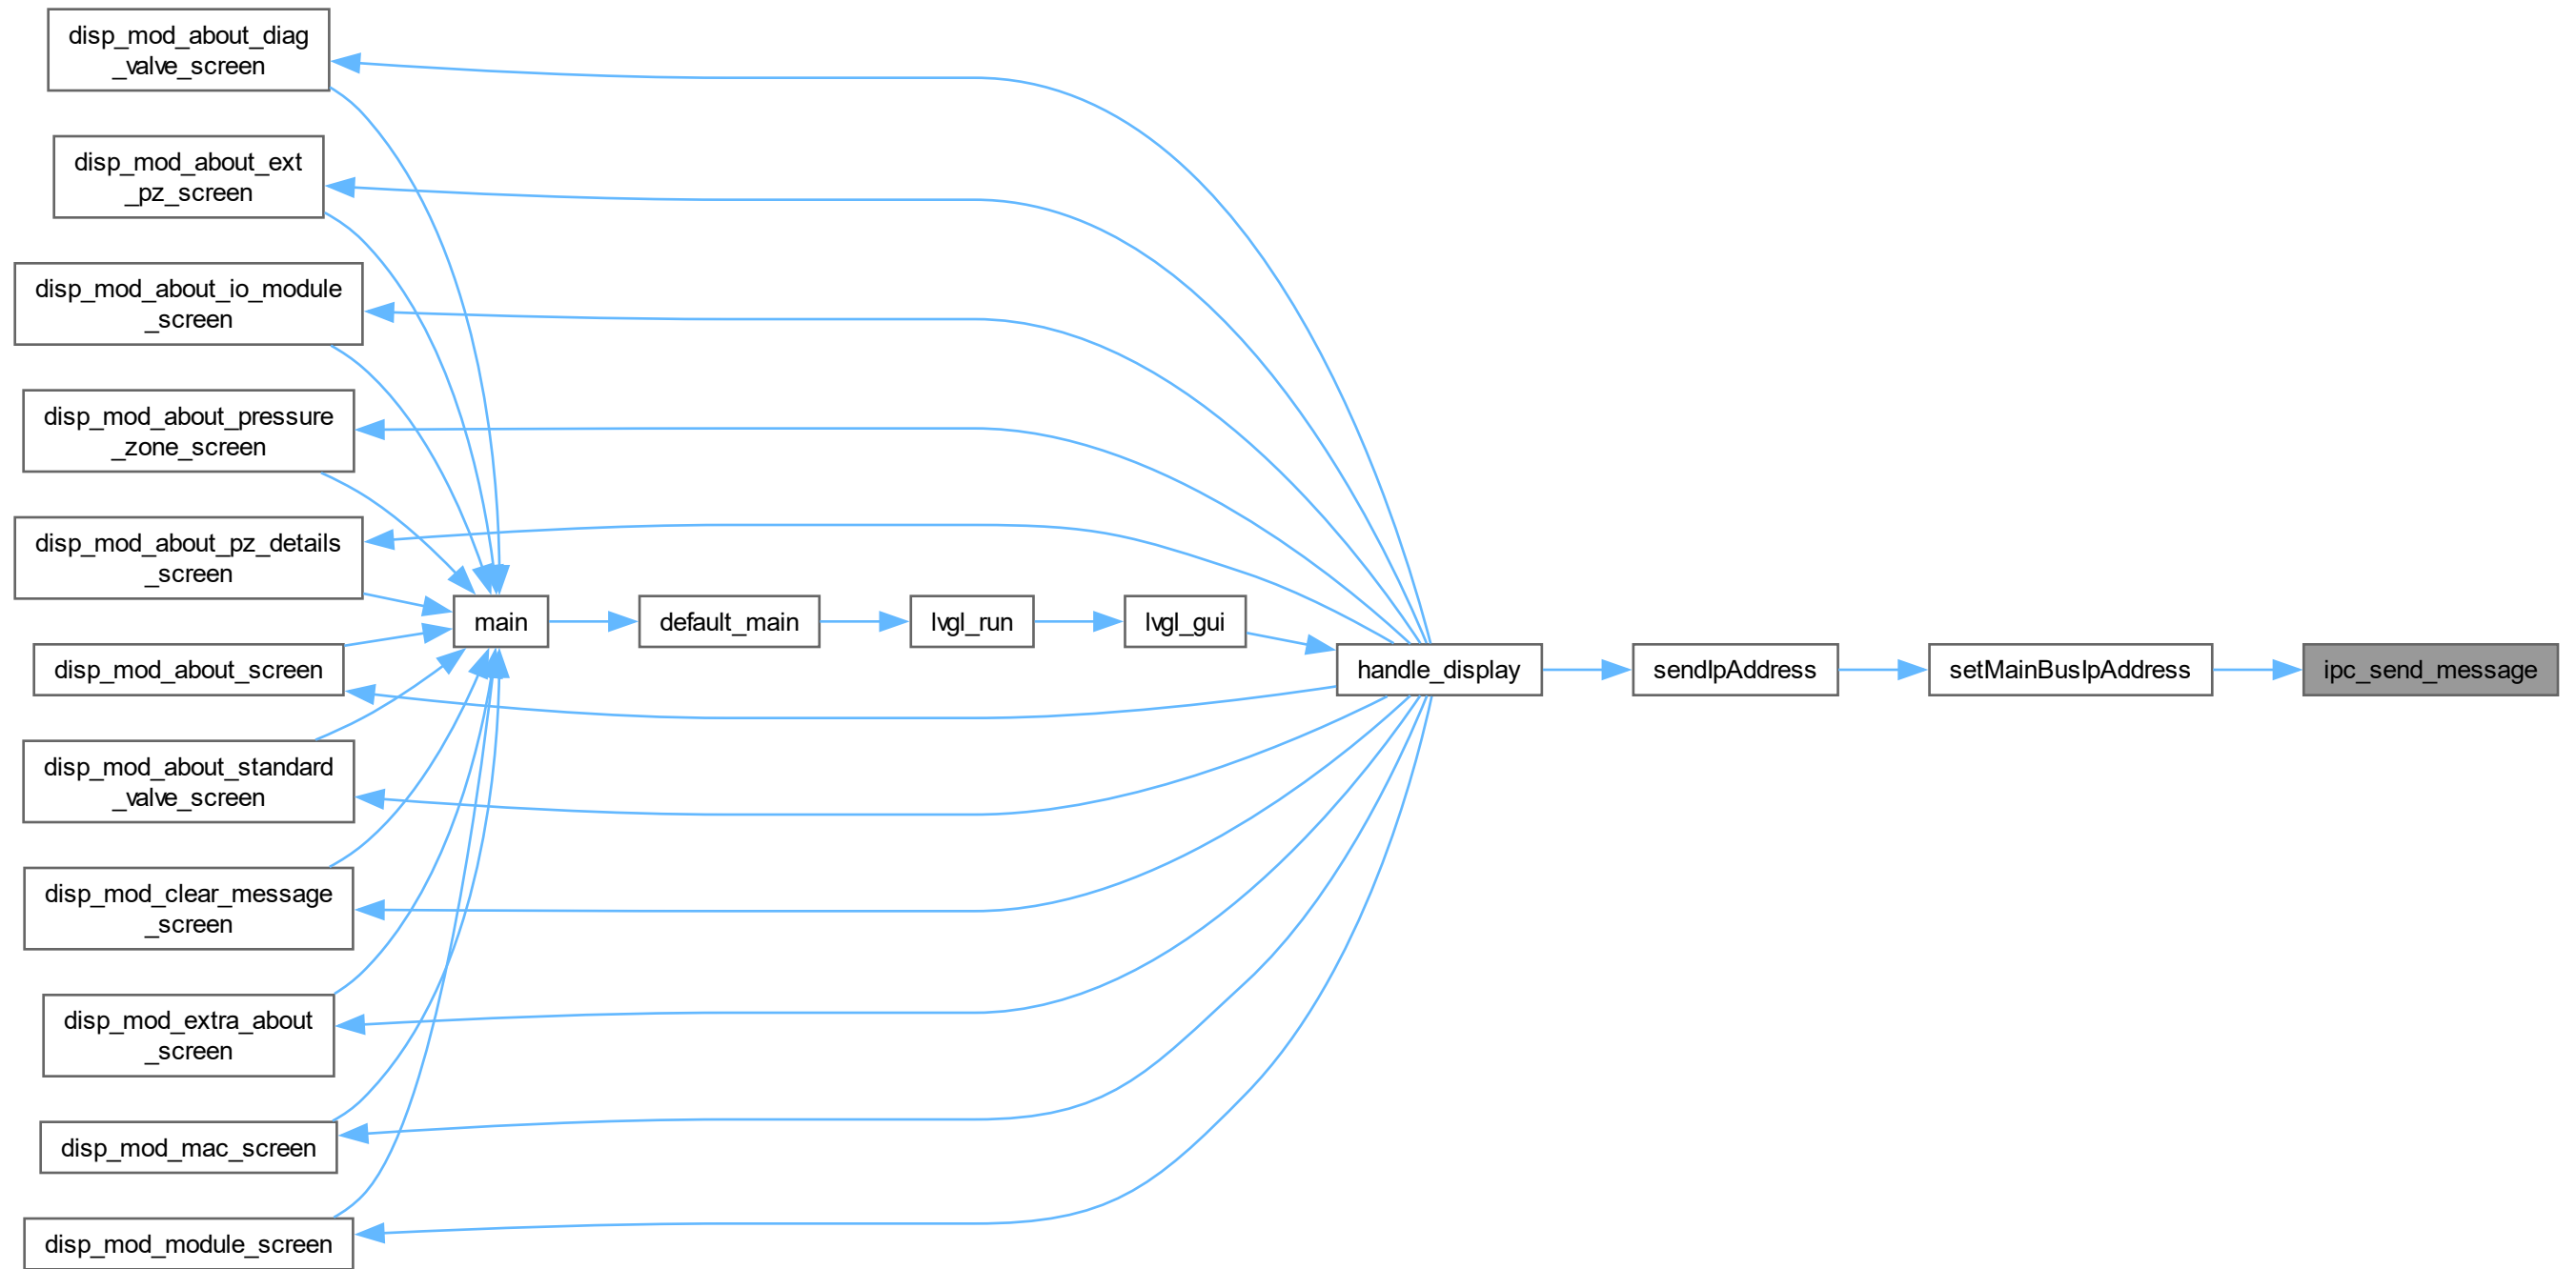 disp_mod_about_diag
_valve_screen
disp_mod_about_ext
_pz_screen
disp_mod_about_io_module
_screen
disp_mod_about_pressure
_zone_screen
disp_mod_about_pz_details
_screen
disp_mod_about_screen
disp_mod_about_standard
_valve_screen
disp_mod_clear_message
_screen
disp_mod_extra_about
_screen
disp_mod_mac_screen
disp_mod_module_screen
main
default_main
lvgl_run
lvgl_gui
handle_display
sendIpAddress
setMainBusIpAddress
ipc_send_message